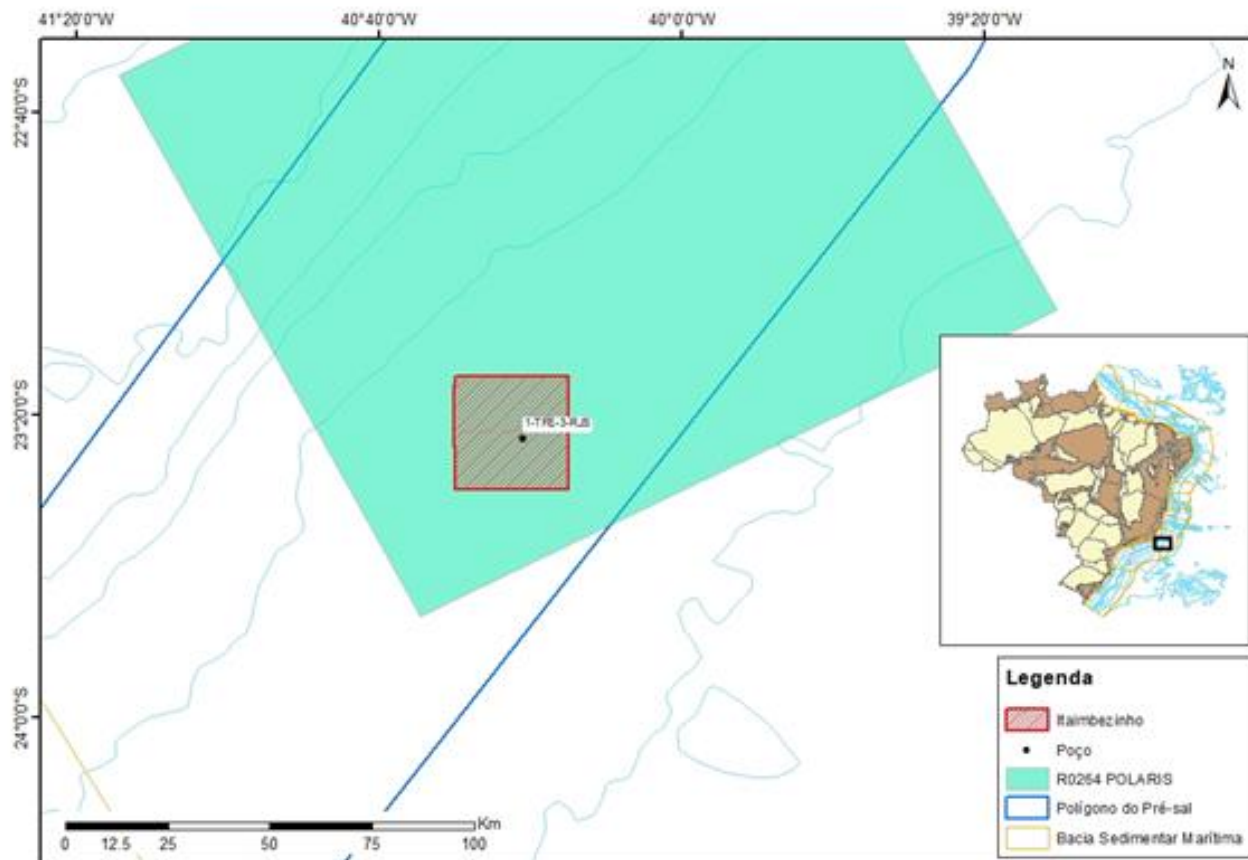 41°20'0"W
40°40'0"W
40°0'0"W
39°20'0"W
N
22°40'0"S
23°20'0"S
24°0'0"S
1-TRE-3-RJS
Legenda
Itaimbezinho
Poço
R0264 POLARIS
Polígono do Pré-sal
Bacia Sedimentar Marítima
Km
0 12.5 25 50 75 100